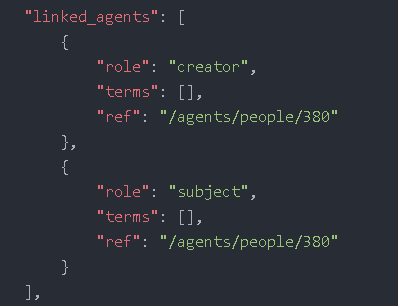 "linked_agents": [
{
"role": "creator",
"terms": [],
"ref": "/agents/people/380"
},
{
"role": "subject",
"terms": [],
"ref": "/agents/people/380"
}
],